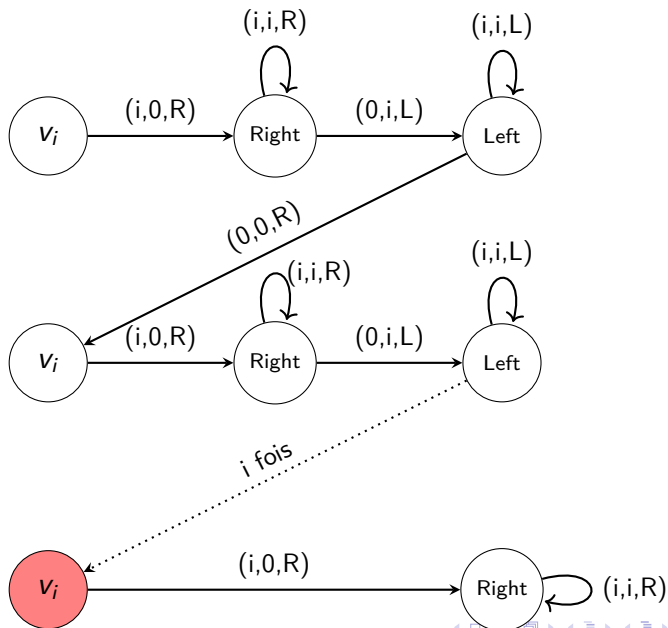 (i,i,R) (i,i,L)
(i,0,R) (0,i,L)
v_i Right Left
(0,0,R)
(i,i,R) (i,i,L)
(i,0,R) (0,i,L)
v_i Right Left
i fois
(i,0,R)
v_i Right (i,i,R)